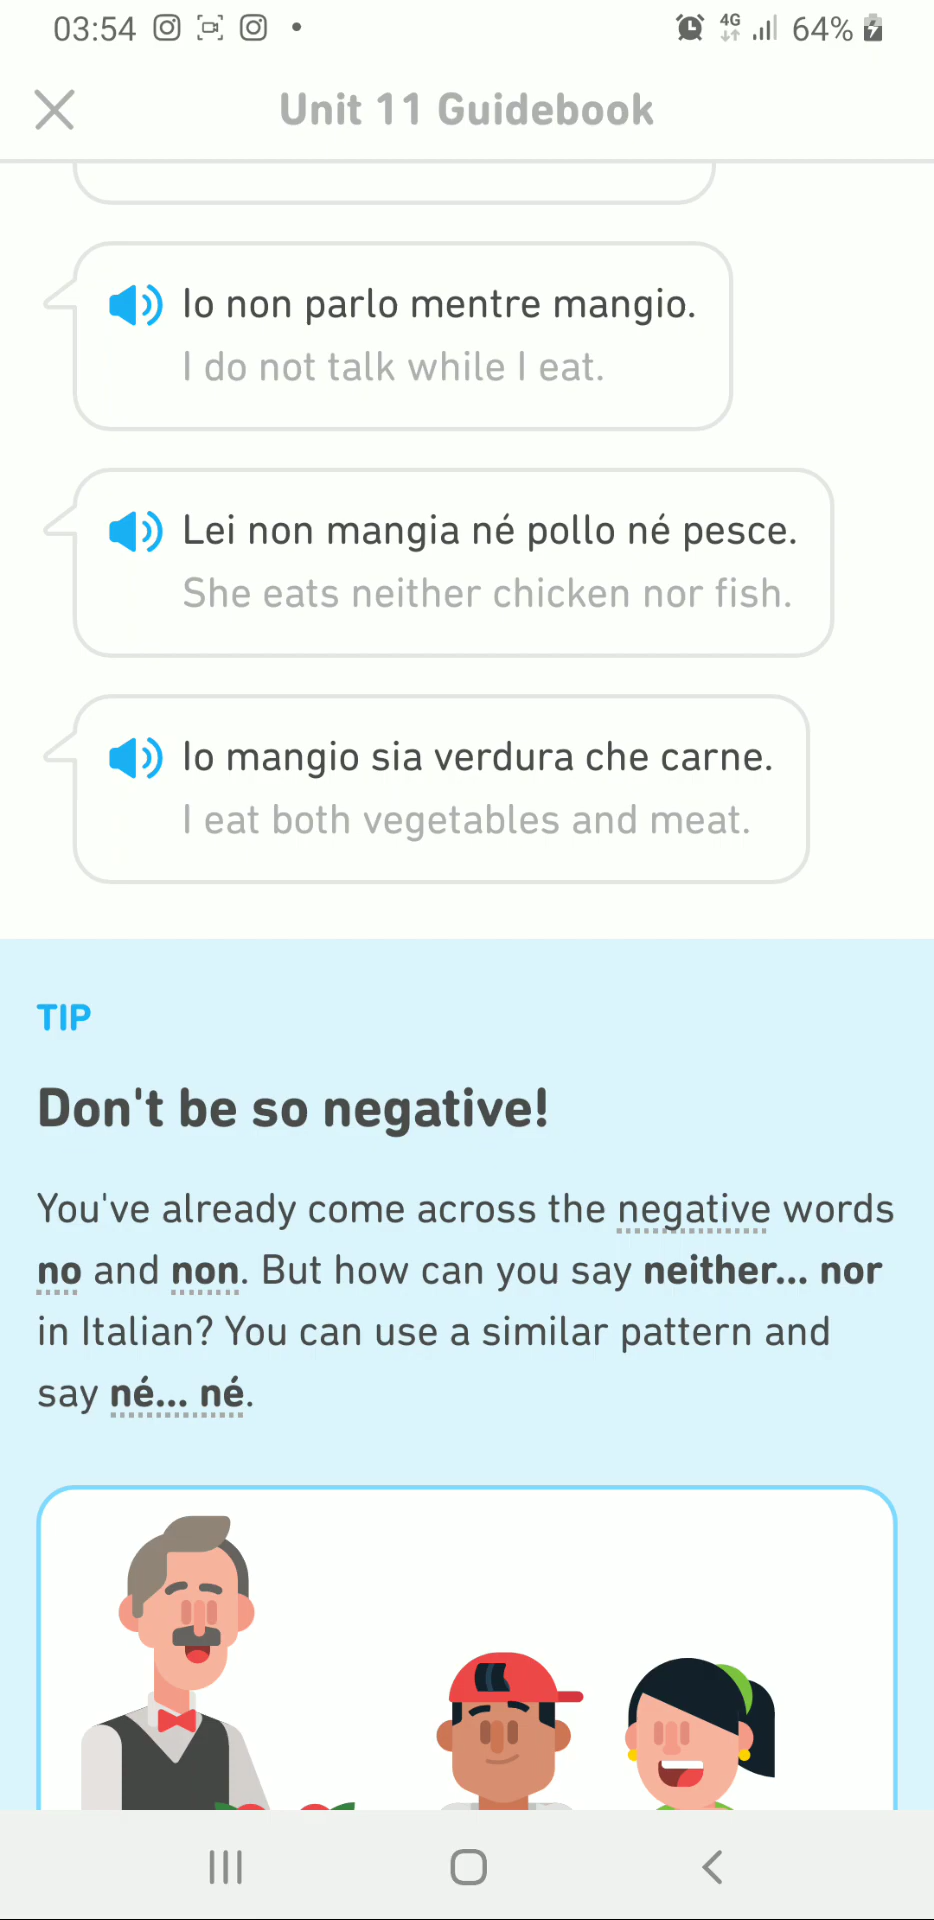 03:54
4G
64%
Unit 11 Guidebook
Io non parlo mentre mangio.
I do not talk while I eat.
Lei non mangia né pollo né pesce.
She eats neither chicken nor fish.
Io mangio sia verdura che carne.
I eat both vegetables and meat.
TIP
Don't be so negative!
You've already come across the negative words
no and non. But how can you say neither... nor
in Italian? You can use a similar pattern and
say né... né.